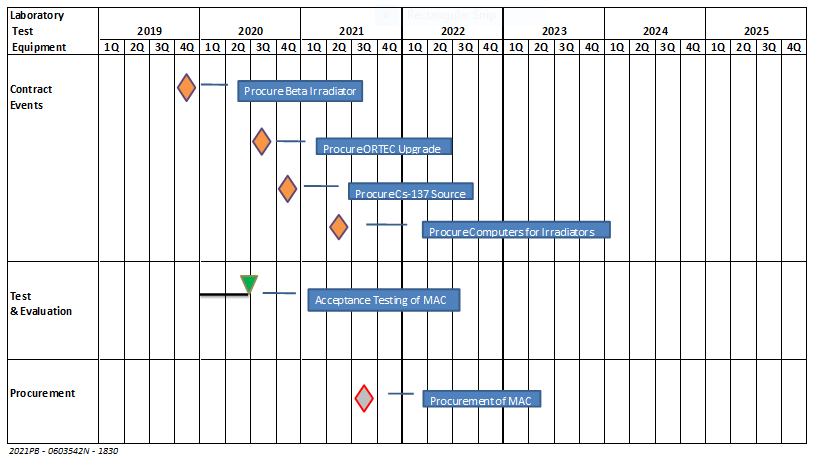 Laboratory
Test
Equipment
2019 2020 2021 2022 2023 2024 2025
1Q 2Q 3Q 4Q 1Q 2Q 3Q 4Q 1Q 2Q 3Q 4Q 1Q 2Q 3Q 4Q 1Q 2Q 3Q 4Q 1Q 2Q 3Q 4Q 1Q 2Q 3Q 4Q
Contract
Events
Procure Beta Irradiator
Procure ORTEC Upgrade
Procure Cs-137 Source
Procure Computers for Irradiators
Test
& Evaluation
Acceptance Testing of MAC
Procurement
Procurement of MAC
2021PB - 0603542N - 1830